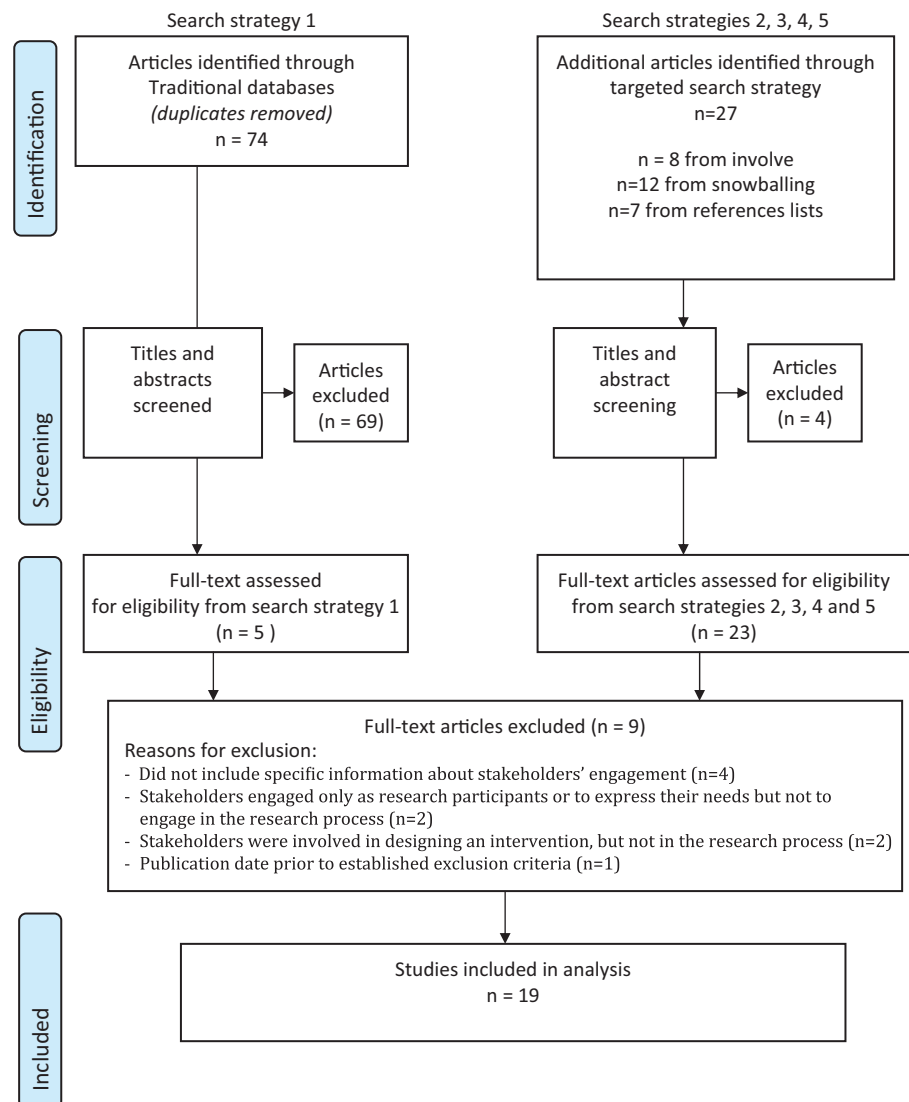 Search strategy 1
Search strategies 2, 3, 4, 5
Identification
Articles identified through
Traditional databases
(duplicates removed)
n = 74
Additional articles identified through
targeted search strategy
n=27
n = 8 from involve
n=12 from snowballing
n=7 from references lists
Screening
Titles and
abstracts
screened
Articles
excluded
(n = 69)
Titles and
abstract
screening
Articles
excluded
(n = 4)
Eligibility
Full-text assessed
for eligibility from search strategy 1
(n = 5 )
Full-text articles assessed for eligibility
from search strategies 2, 3, 4 and 5
(n = 23)
Full-text articles excluded (n = 9)
Reasons for exclusion:
- Did not include specific information about stakeholders’ engagement (n=4)
- Stakeholders engaged only as research participants or to express their needs but not to
engage in the research process (n=2)
- Stakeholders were involved in designing an intervention, but not in the research process (n=2)
- Publication date prior to established exclusion criteria (n=1)
Included
Studies included in analysis
n = 19